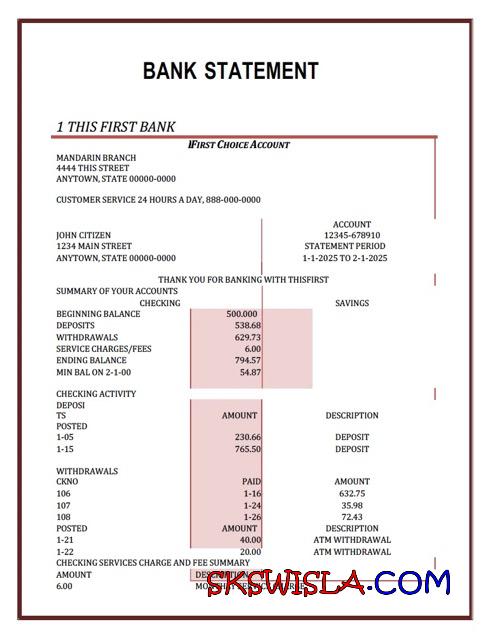 BANK STATEMENT
1 THIS FIRST BANK
1FIRST CHOICE ACCOUNT
MANDARIN BRANCH
4444 THIS STREET
ANYTOWN, STATE 00000-0000
CUSTOMER SERVICE 24 HOURS A DAY, 888-000-0000
ACCOUNT
JOHN CITIZEN 12345-678910
1234 MAIN STREET STATEMENT PERIOD
ANYTOWN, STATE 00000-0000 1-1-2025 TO 2-1-2025
THANK YOU FOR BANKING WITH THISFIRST
SUMMARY OF YOUR ACCOUNTS
CHECKING SAVINGS
BEGINNING BALANCE 500.000
DEPOSITS 538.68
WITHDRAWALS 629.73
SERVICE CHARGES/FEES 6.00
ENDING BALANCE 794.57
MIN BAL ON 2-1-00 54.87
CHECKING ACTIVITY
DEPOSI
TS AMOUNT DESCRIPTION
POSTED
1-05 230.66 DEPOSIT
1-15 765.50 DEPOSIT
WITHDRAWALS
CKNO PAID AMOUNT
106 1-16 632.75
107 1-24 35.98
108 1-26 72.43
POSTED AMOUNT DESCRIPTION
1-21 40.00 ATM WITHDRAWAL
1-22 20.00 ATM WITHDRAWAL
CHECKING SERVICES CHARGE AND FEE SUMMARY
AMOUNT DESCRIPTION
6.00 MONTHLY SERVICE CHARGE
SKSWISLA.COM